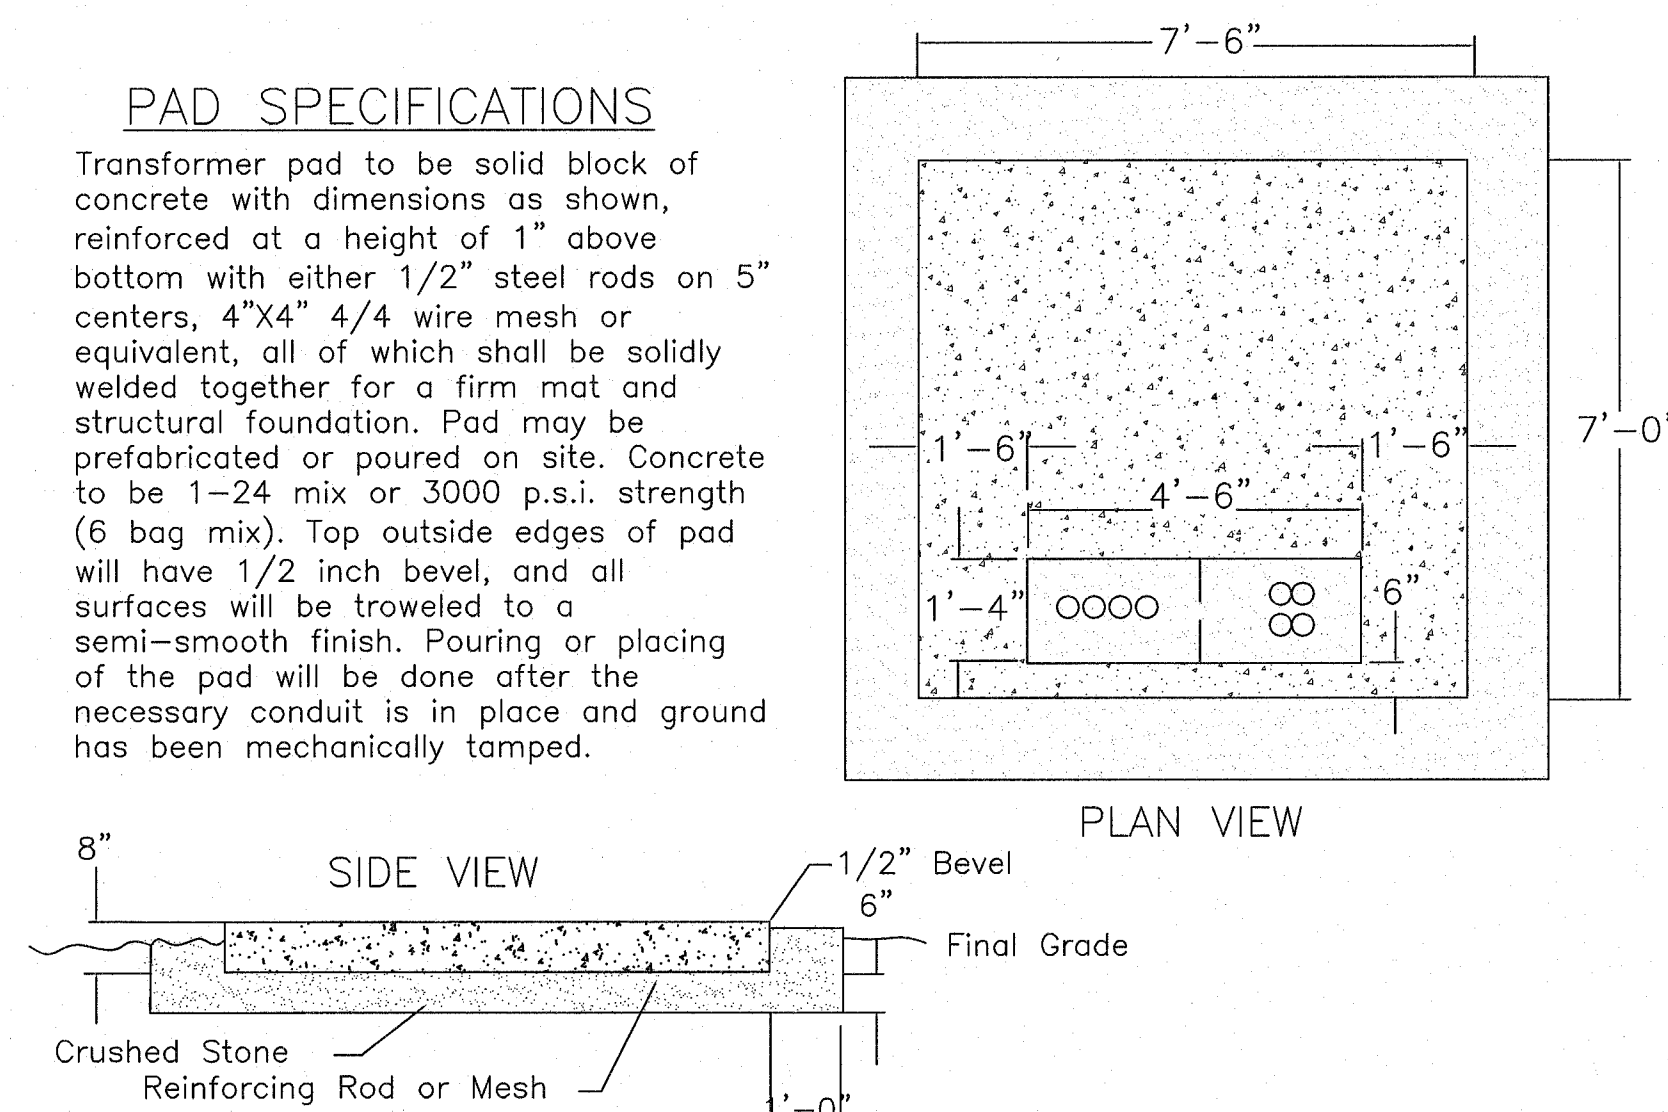 PAD SPECIFICATIONS
Transformer pad to be solid block of
concrete with dimensions as shown,
reinforced at a height of 1" above
bottom with either 1/2" steel rods on 5"
centers, 4"X4" 4/4 wire mesh or
equivalent, all of which shall be solidly
welded together for a firm mat and
structural foundation. Pad may be
prefabricated or poured on site. Concrete
to be 1-24 mix or 3000 p.s.i. strength
(6 bag mix). Top outside edges of pad
will have 1/2 inch bevel, and all
surfaces will be troweled to a
semi-smooth finish. Pouring or placing
of the pad will be done after the
necessary conduit is in place and ground
has been mechanically tamped.
7'-6"
7'-0'
1'-6" 1'-6"
4'-6"
1'-4" 6"
PLAN VIEW
8"
SIDE VIEW
1/2" Bevel
6"
Final Grade
Crushed Stone
Reinforcing Rod or Mesh
1'-0"